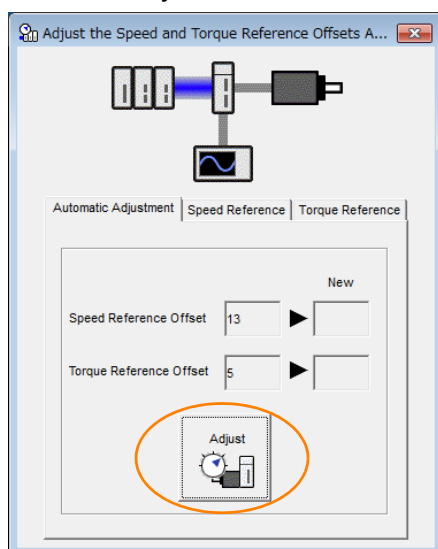 Adjust the Speed and Torque Reference Offsets A...
Automatic Adjustment Speed Reference Torque Reference
New
Speed Reference Offset 13
Torque Reference Offset 5
Adjust